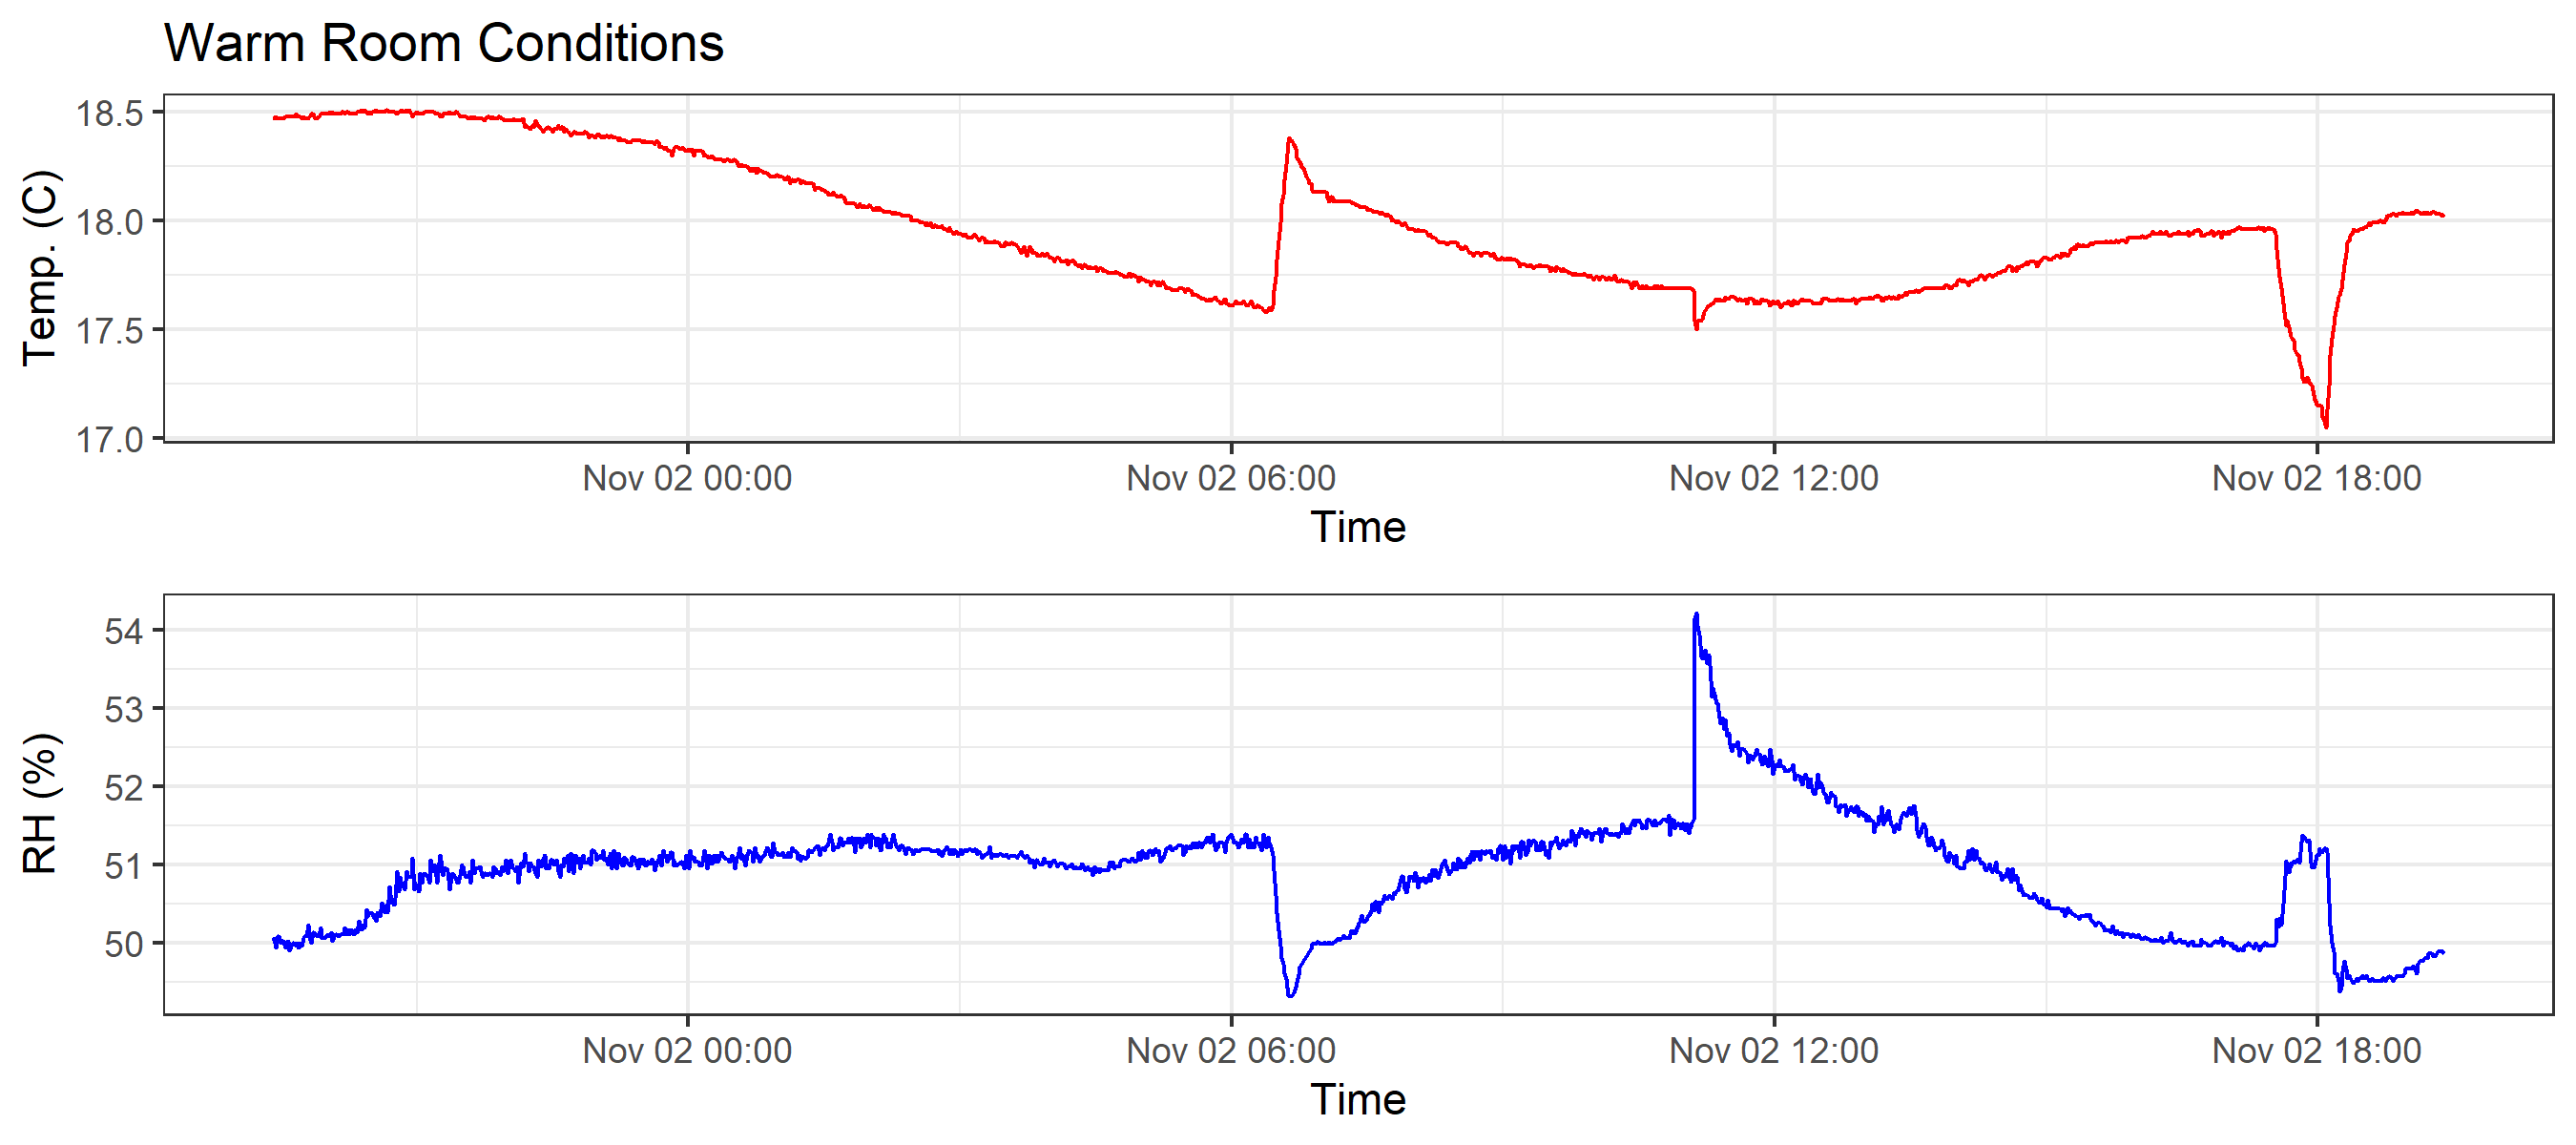 Warm Room Conditions
Temp. (C)
18.5
18.0
17.5
17.0
Nov 02 00:00 Nov 02 06:00 Nov 02 12:00 Nov 02 18:00
Time
RH (%)
54
53
52
51
50
Nov 02 00:00 Nov 02 06:00 Nov 02 12:00 Nov 02 18:00
Time